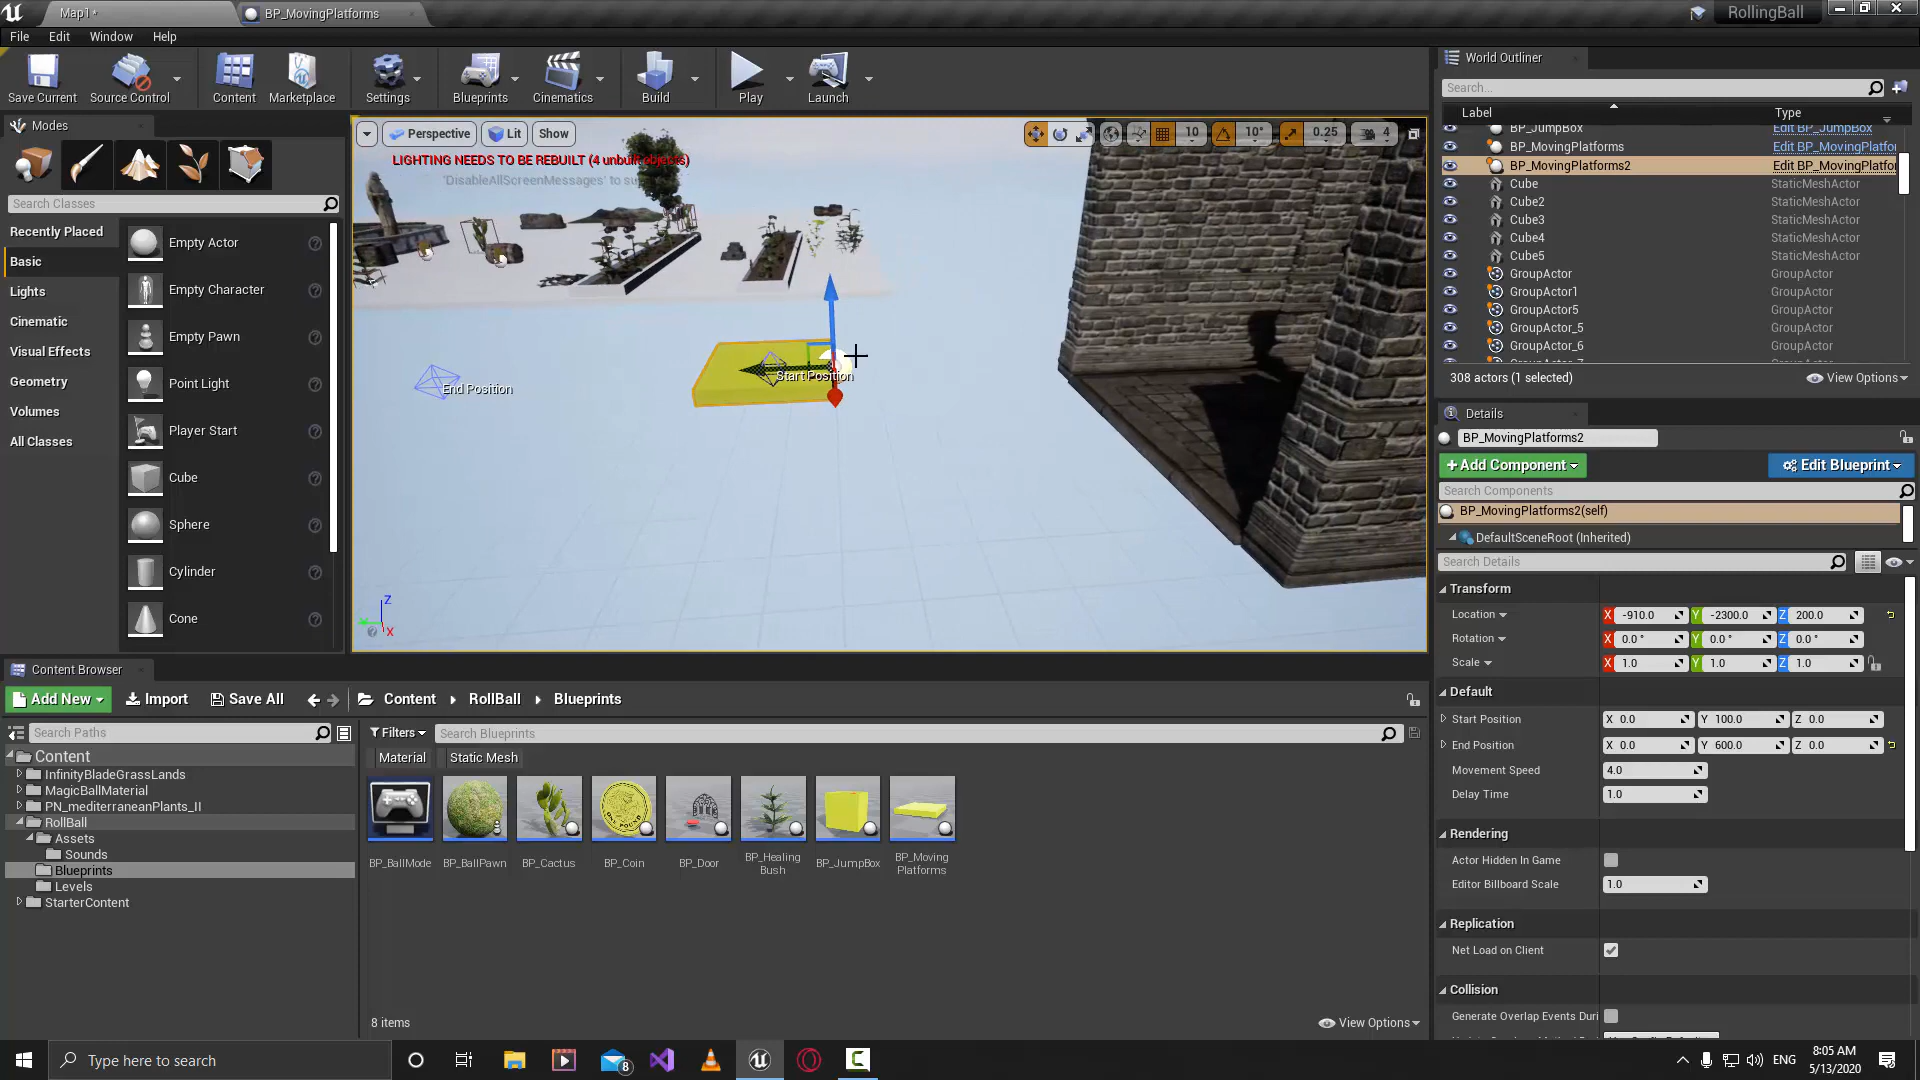 Map1*
BP_MovingPlatforms
RollingBall
File
Edit
Window
Help
Save Current
Source Control
Content
Marketplace
Settings
Blueprints
Cinematics
Build
Play
Launch
Modes
Search Classes
Recently Placed
Basic
Lights
Cinematic
Visual Effects
Geometry
Volumes
All Classes
Empty Actor
Empty Character
Empty Pawn
Point Light
Player Start
Cube
Sphere
Cylinder
Cone
Perspective
Lit
Show
10
10°
0.25
4
LIGHTING NEEDS TO BE REBUILT (4 unbuilt objects)
'DisableAllScreenMessages' to su
Start Position
End Position
Z
X
World Outliner
Search...
Label
Type
BP_JumpBox
Edit BP_JumpBox
BP_MovingPlatforms
Edit BP_MovingPlatfor
BP_MovingPlatforms2
Edit BP_MovingPlatfor
Cube
StaticMeshActor
Cube2
StaticMeshActor
Cube3
StaticMeshActor
Cube4
StaticMeshActor
Cube5
StaticMeshActor
GroupActor
GroupActor
GroupActor1
GroupActor
GroupActor5
GroupActor
GroupActor_5
GroupActor
GroupActor_6
GroupActor
308 actors (1 selected)
View Options
Details
BP_MovingPlatforms2
+Add Component
Edit Blueprint
Search Components
BP_MovingPlatforms2(self)
DefaultSceneRoot (Inherited)
Search Details
Transform
Location
X -910.0
Y -2300.0
Z 200.0
Rotation
X 0.0 °
Y 0.0 °
Z 0.0 °
Scale
X 1.0
Y 1.0
Z 1.0
Default
Start Position
X 0.0
Y 100.0
Z 0.0
End Position
X 0.0
Y 600.0
Z 0.0
Movement Speed
4.0
Delay Time
1.0
Rendering
Actor Hidden In Game
Editor Billboard Scale
1.0
Replication
Net Load on Client
Collision
Generate Overlap Events Duri
Content Browser
Add New
Import
Save All
Content
RollBall
Blueprints
Search Paths
Filters
Search Blueprints
Material
Static Mesh
Content
InfinityBladeGrassLands
MagicBallMaterial
PN_mediterraneanPlants_II
RollBall
Assets
Sounds
Blueprints
Levels
StarterContent
BP_BallMode
BP_BallPawn
BP_Cactus
BP_Coin
BP_Door
BP_Healing
Bush
BP_JumpBox
BP_Moving
Platforms
8 items
View Options
Type here to search
8
ENG
8:05 AM
5/13/2020